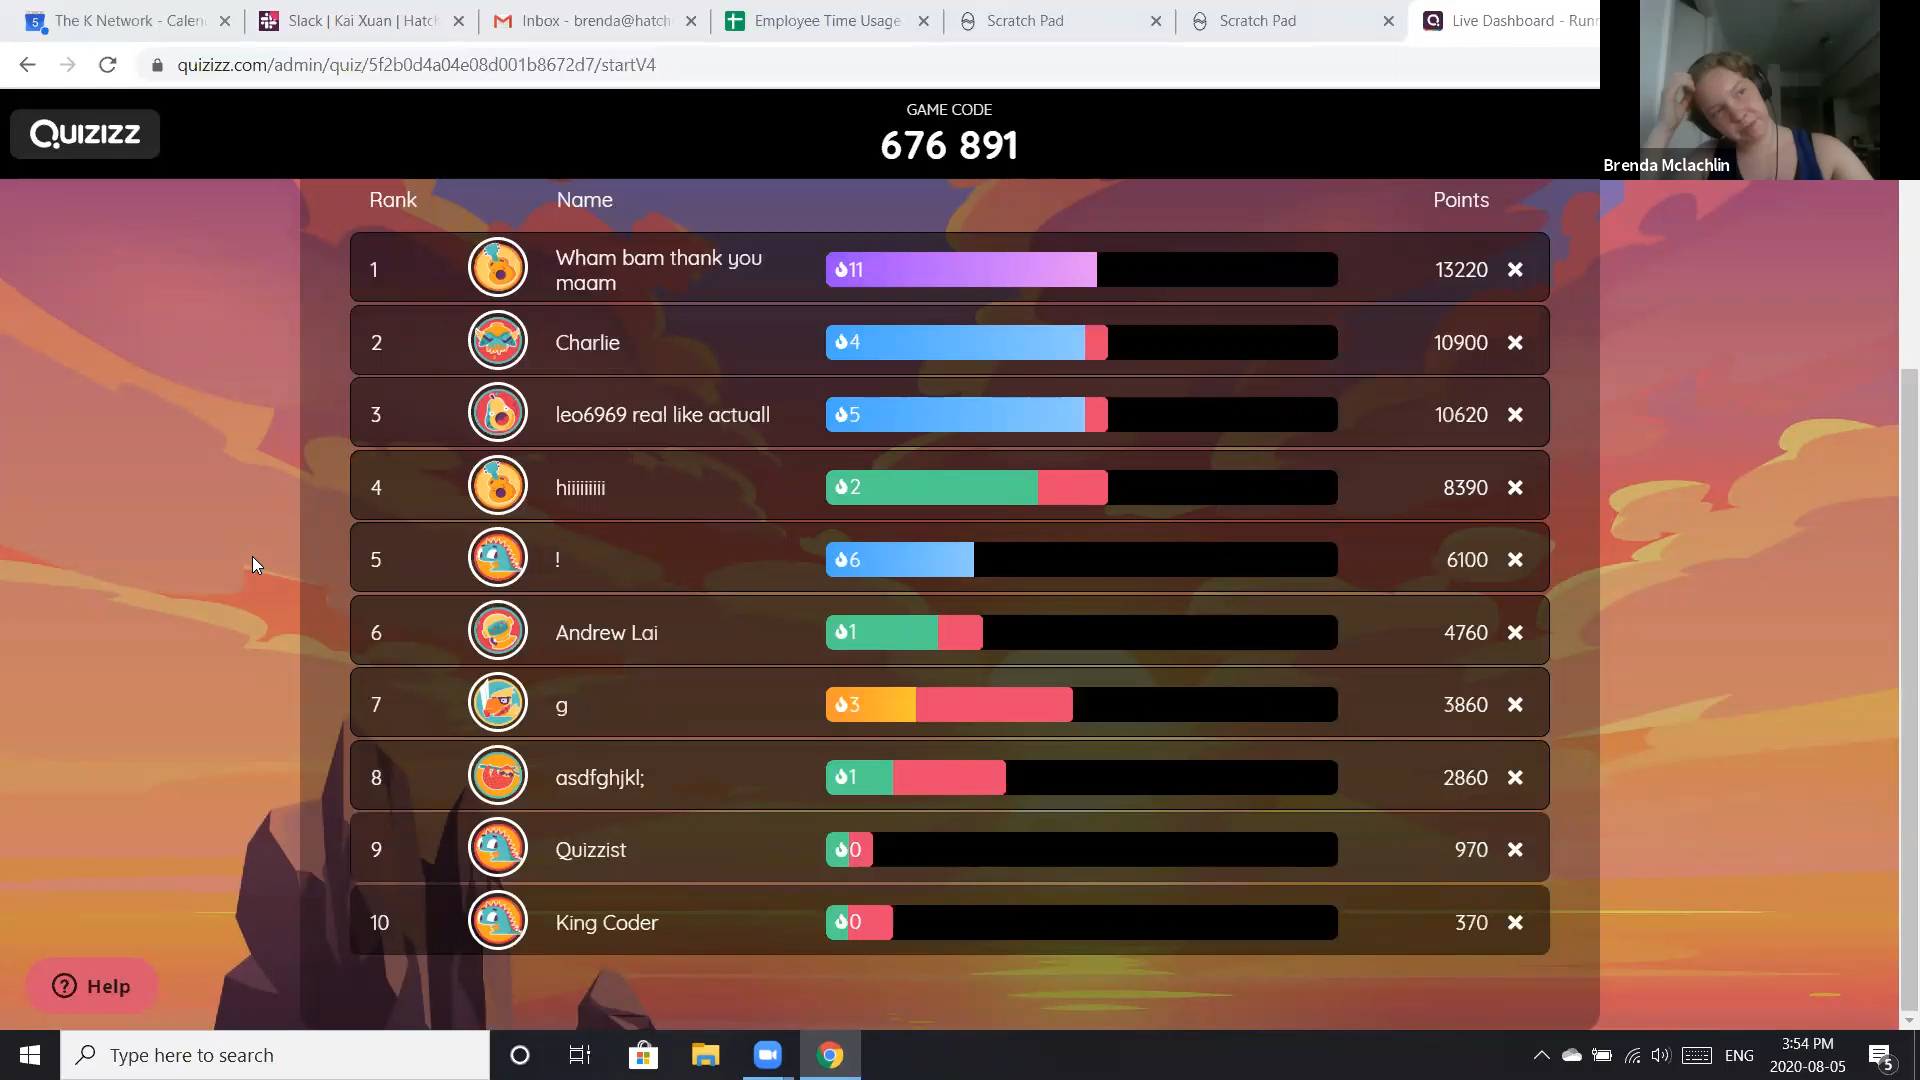 The K Network - Calen
Slack | Kai Xuan | Hatch
Inbox - brenda@hatch
Employee Time Usage
Scratch Pad
Scratch Pad
Live Dashboard - Runn
quizizz.com/admin/quiz/5f2b0d4a04e08d001b8672d7/startV4
Quizizz
GAME CODE
676 891
Brenda Mclachlin
Rank Name Points
1 Wham bam thank you
maam 11 13220
2 Charlie 4 10900
3 leo6969 real like actuall 5 10620
4 hiiiiiiiii 2 8390
5 ! 6 6100
6 Andrew Lai 1 4760
7 g 3 3860
8 asdfghjkl; 1 2860
9 Quizzist 0 970
10 King Coder 0 370
Help
Type here to search
ENG
3:54 PM
2020-08-05
5